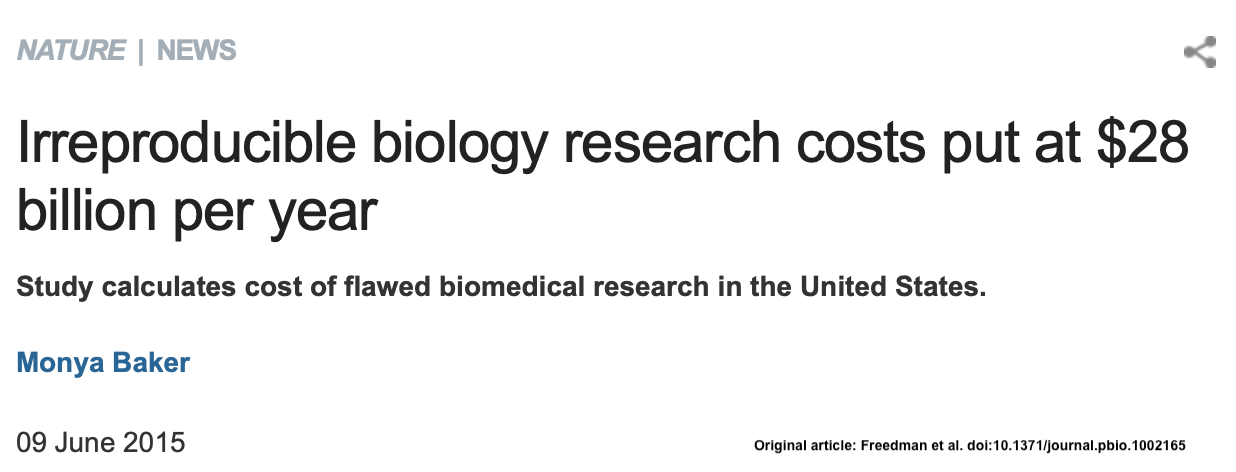 NATURE | NEWS
Irreproducible biology research costs put at $28
billion per year
Study calculates cost of flawed biomedical research in the United States.
Monya Baker
09 June 2015
Original article: Freedman et al. doi:10.1371/journal.pbio.1002165